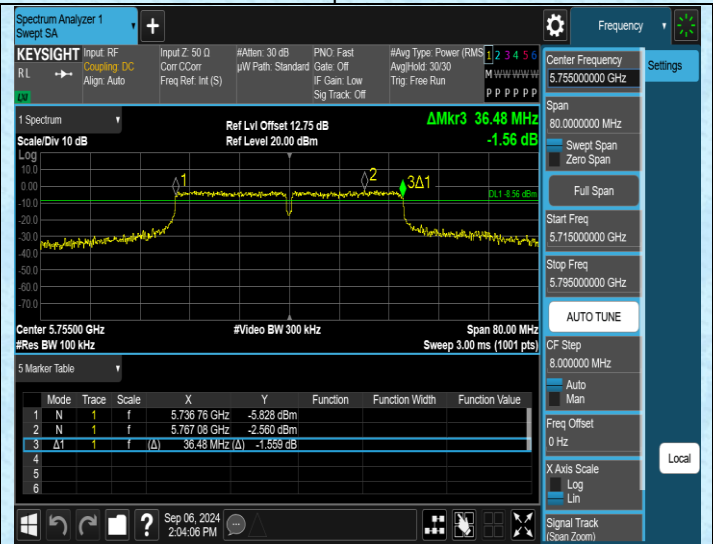 Spectrum Analyzer 1
Swept SA
+
Frequency
KEYSIGHT
RL
LXI
Input: RF
Coupling: DC
Align: Auto
Input Z: 50 Ω
Corr CCorr
Freq Ref: Int (S)
#Atten: 30 dB
µW Path: Standard
PNO: Fast
Gate: Off
IF Gain: Low
Sig Track: Off
#Avg Type: Power (RMS
Avg|Hold: 30/30
Trig: Free Run
1 2 3 4 5 6
M W W W W W
P P P P P P
1 Spectrum
Scale/Div 10 dB
Ref Lvl Offset 12.75 dB
Ref Level 20.00 dBm
ΔMkr3 36.48 MHz
-1.56 dB
Log
10.0
0.00
-10.0
-20.0
-30.0
-40.0
-50.0
-60.0
-70.0
1
2
3Δ1
DL1 -8.56 dBm
Center 5.75500 GHz
#Res BW 100 kHz
#Video BW 300 kHz
Span 80.00 MHz
Sweep 3.00 ms (1001 pts)
5 Marker Table
Mode Trace Scale X Y Function Function Width Function Value
1 N 1 f 5.736 76 GHz -5.828 dBm
2 N 1 f 5.767 08 GHz -2.560 dBm
3 Δ1 1 f (Δ) 36.48 MHz (Δ) -1.559 dB
4
5
6
?
Sep 06, 2024
2:04:06 PM
Center Frequency
5.755000000 GHz
Span
80.0000000 MHz
Swept Span
Zero Span
Full Span
Start Freq
5.715000000 GHz
Stop Freq
5.795000000 GHz
AUTO TUNE
CF Step
8.000000 MHz
Auto
Man
Freq Offset
0 Hz
X Axis Scale
Log
Lin
Signal Track
(Span Zoom)
Settings
Local